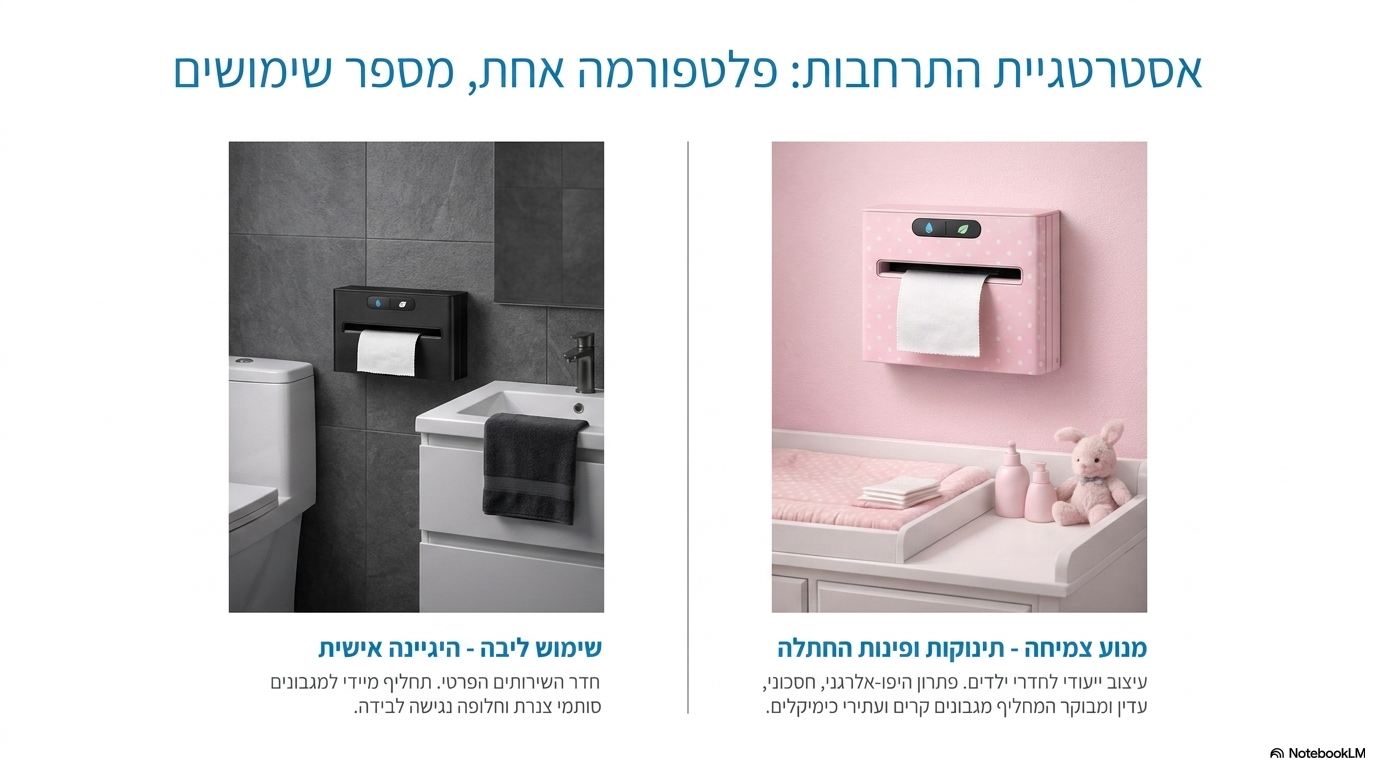 אסטרטגיית התרחבות: פלטפורמה אחת, מספר שימושים
מנוע צמיחה - תינוקות ופינות החתלה
עיצוב ייעודי לחדרי ילדים. פתרון היפו-אלרגני, חסכוני,
עדין ומבוקר המחליף מגבונים קרים ועתירי כימיקלים.
שימוש ליבה - היגיינה אישית
חדר השירותים הפרטי. תחליף מיידי למגבונים
סותמי צנרת וחלופה נגישה לבידה.
NotebookLM